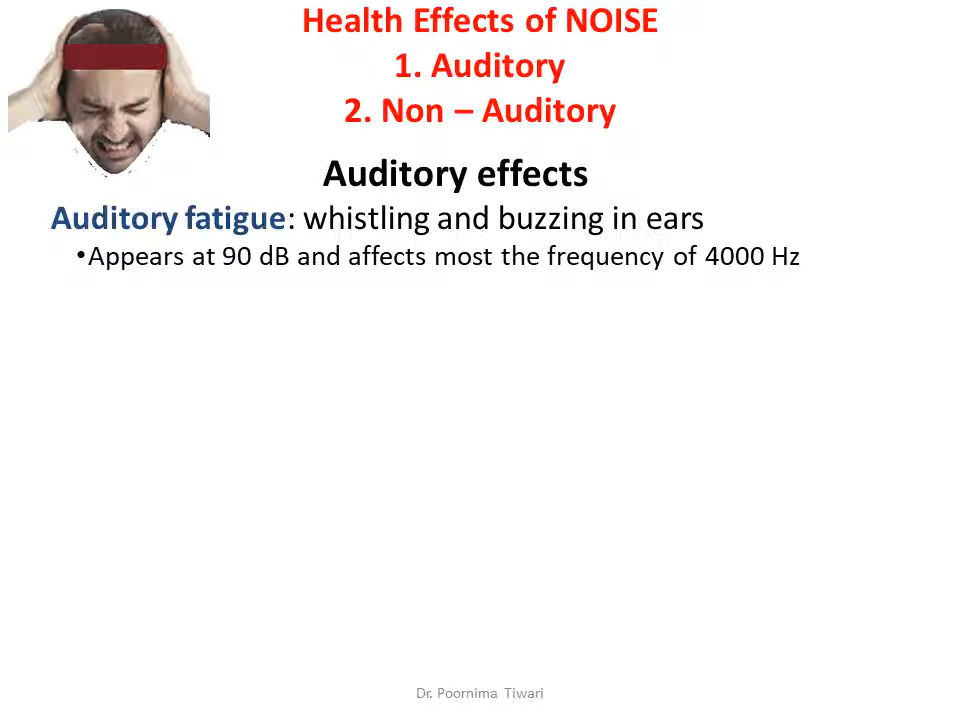 Health Effects of NOISE
1. Auditory
2. Non – Auditory
Auditory effects
Auditory fatigue: whistling and buzzing in ears
•Appears at 90 dB and affects most the frequency of 4000 Hz
Dr. Poornima Tiwari